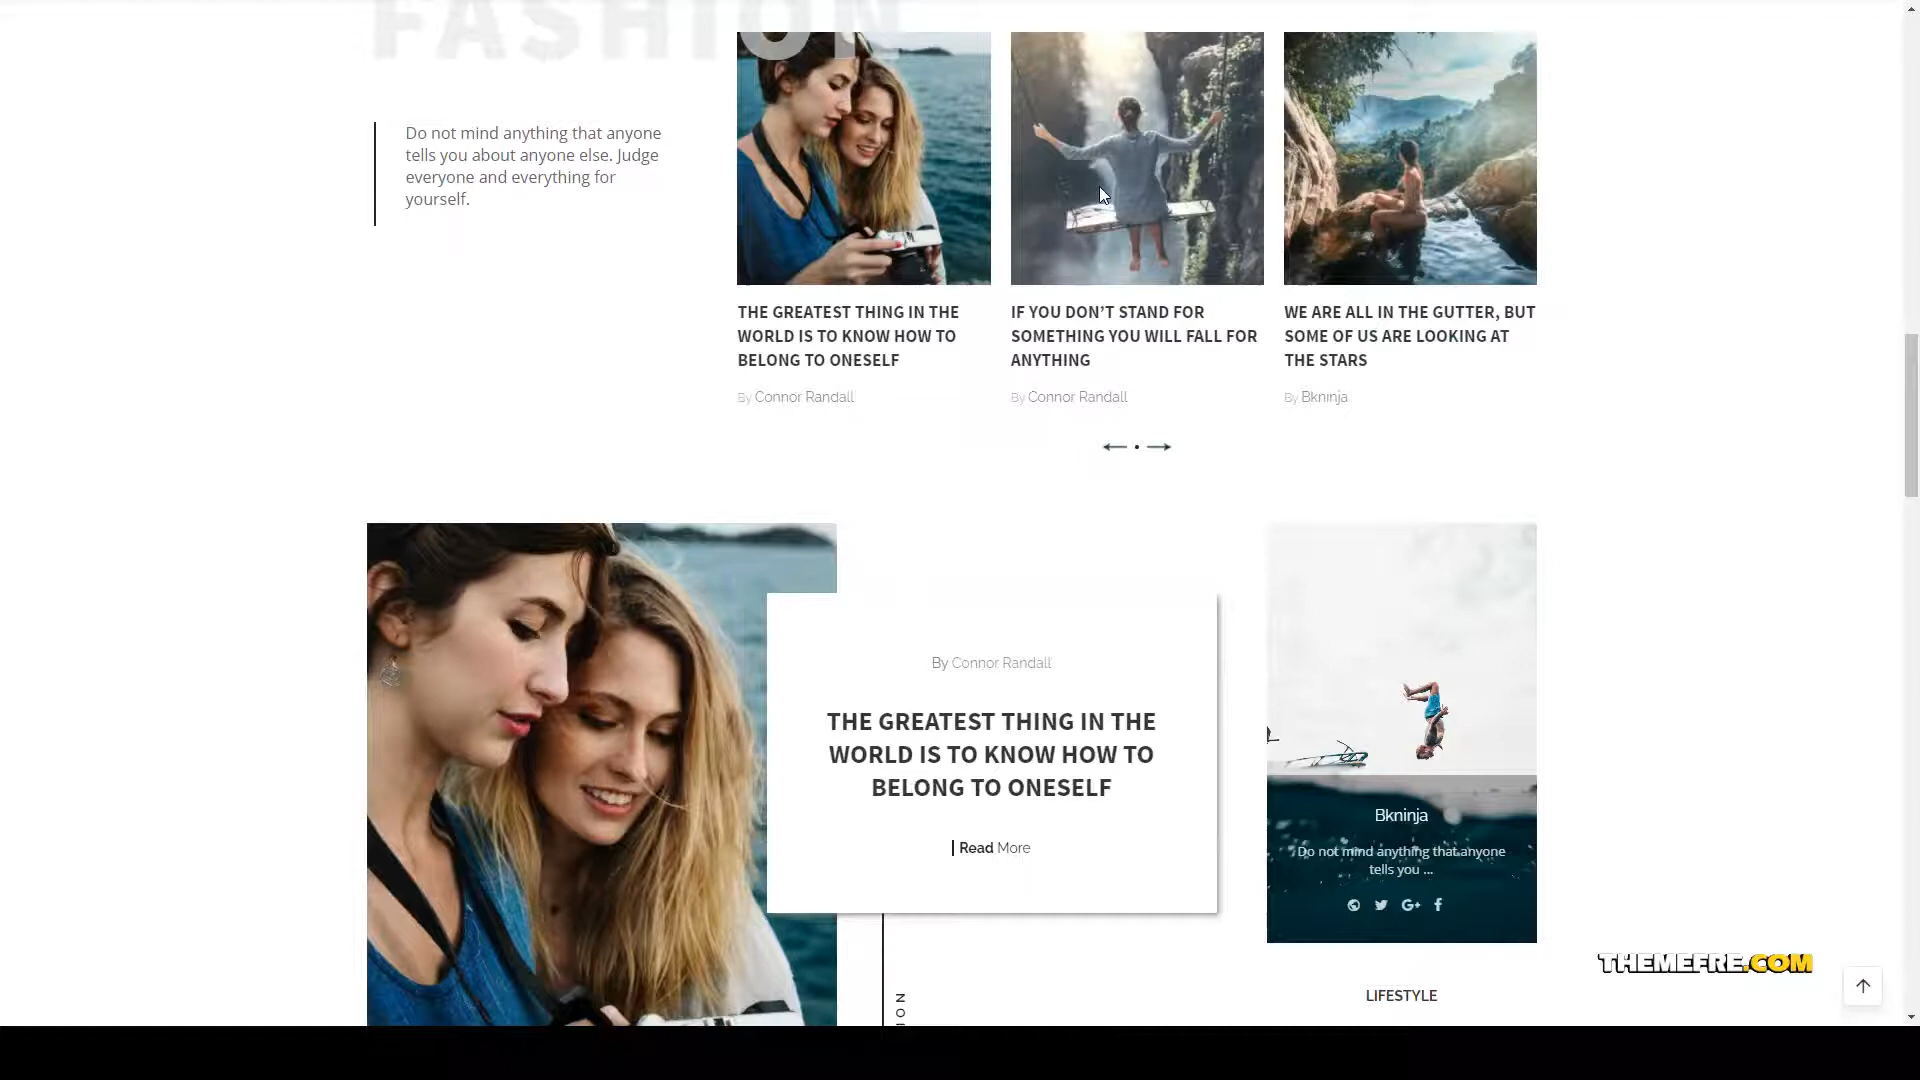 FASHION
Do not mind anything that anyone
tells you about anyone else. Judge
everyone and everything for
yourself.
THE GREATEST THING IN THE
WORLD IS TO KNOW HOW TO
BELONG TO ONESELF
By Connor Randall
IF YOU DON’T STAND FOR
SOMETHING YOU WILL FALL FOR
ANYTHING
By Connor Randall
WE ARE ALL IN THE GUTTER, BUT
SOME OF US ARE LOOKING AT
THE STARS
By Bkninja
By Connor Randall
THE GREATEST THING IN THE
WORLD IS TO KNOW HOW TO
BELONG TO ONESELF
Read More
Bkninja
Do not mind anything that anyone
tells you ...
THEMEFRE.COM
LIFESTYLE
ION